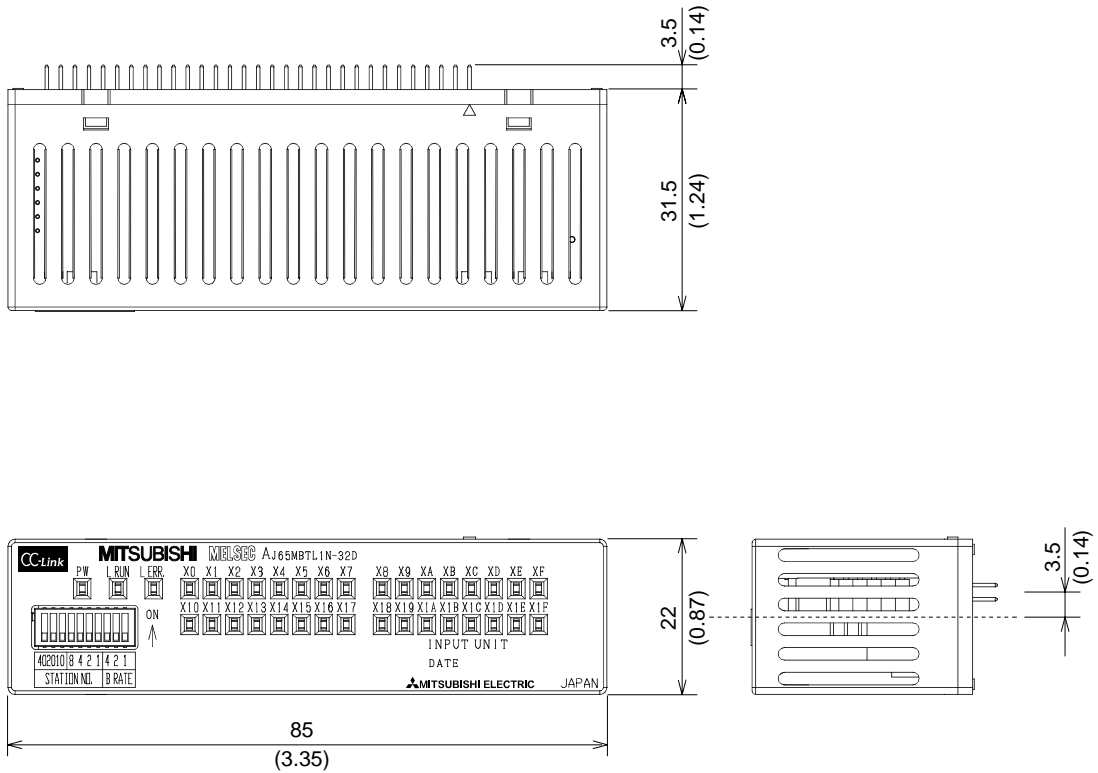 3.5
(0.14)
31.5
(1.24)
CC-Link
MITSUBISHI MELSEC AJ65MBTL1N-32D
PW L RUN L ERR. X0 X1 X2 X3 X4 X5 X6 X7 X8 X9 XA XB XC XD XE XF
X10 X11 X12 X13 X14 X15 X16 X17 X18 X19 X1A X1B X1C X1D X1E X1F
ON
INPUT UNIT
DATE
40 20 10 8 4 2 1 4 2 1
STATION NO. B RATE
MITSUBISHI ELECTRIC JAPAN
22
(0.87)
3.5
(0.14)
85
(3.35)